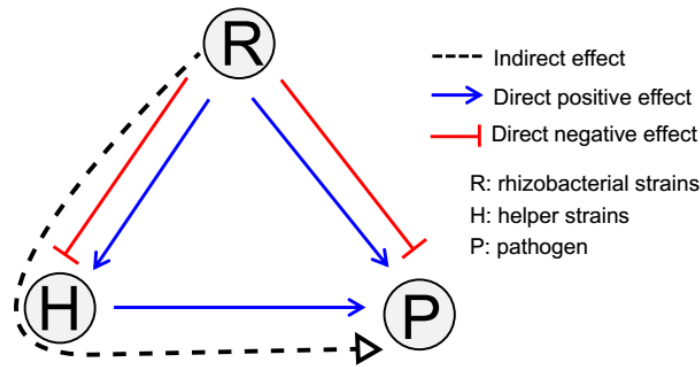 R
Indirect effect
Direct positive effect
Direct negative effect
R: rhizobacterial strains
H: helper strains
P: pathogen
H
P